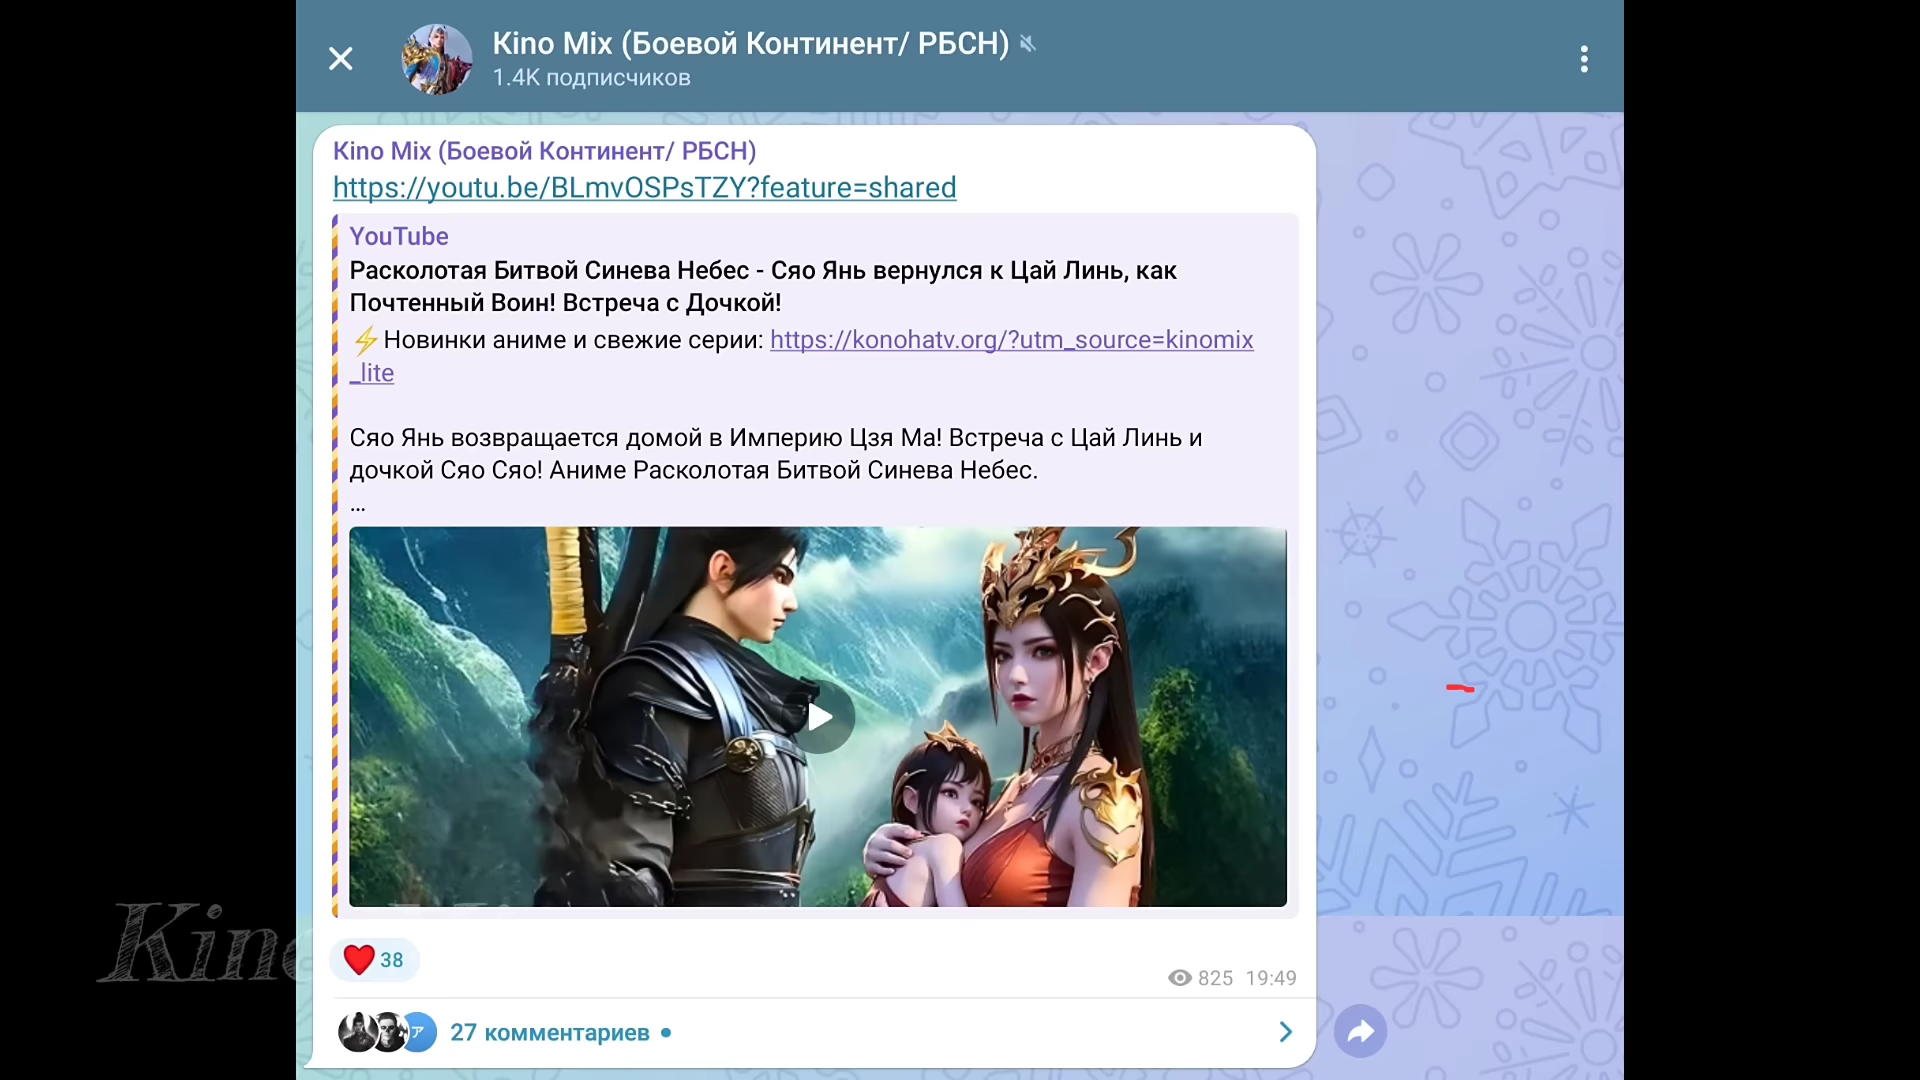 Kino Mix (Боевой Континент/ РБСН)
1.4K подписчиков
Kino Mix (Боевой Континент/ РБСН)
https://youtu.be/BLmvOSPsTZY?feature=shared
YouTube
Расколотая Битвой Синева Небес - Сяо Янь вернулся к Цай Линь, как
Почтенный Воин! Встреча с Дочкой!
⚡Новинки аниме и свежие серии: https://konohatv.org/?utm_source=kinomix
_lite
Сяо Янь возвращается домой в Империю Цзя Ма! Встреча с Цай Линь и
дочкой Сяо Сяо! Аниме Расколотая Битвой Синева Небес.
...
Kino
❤ 38
825 19:49
ア
27 комментариев